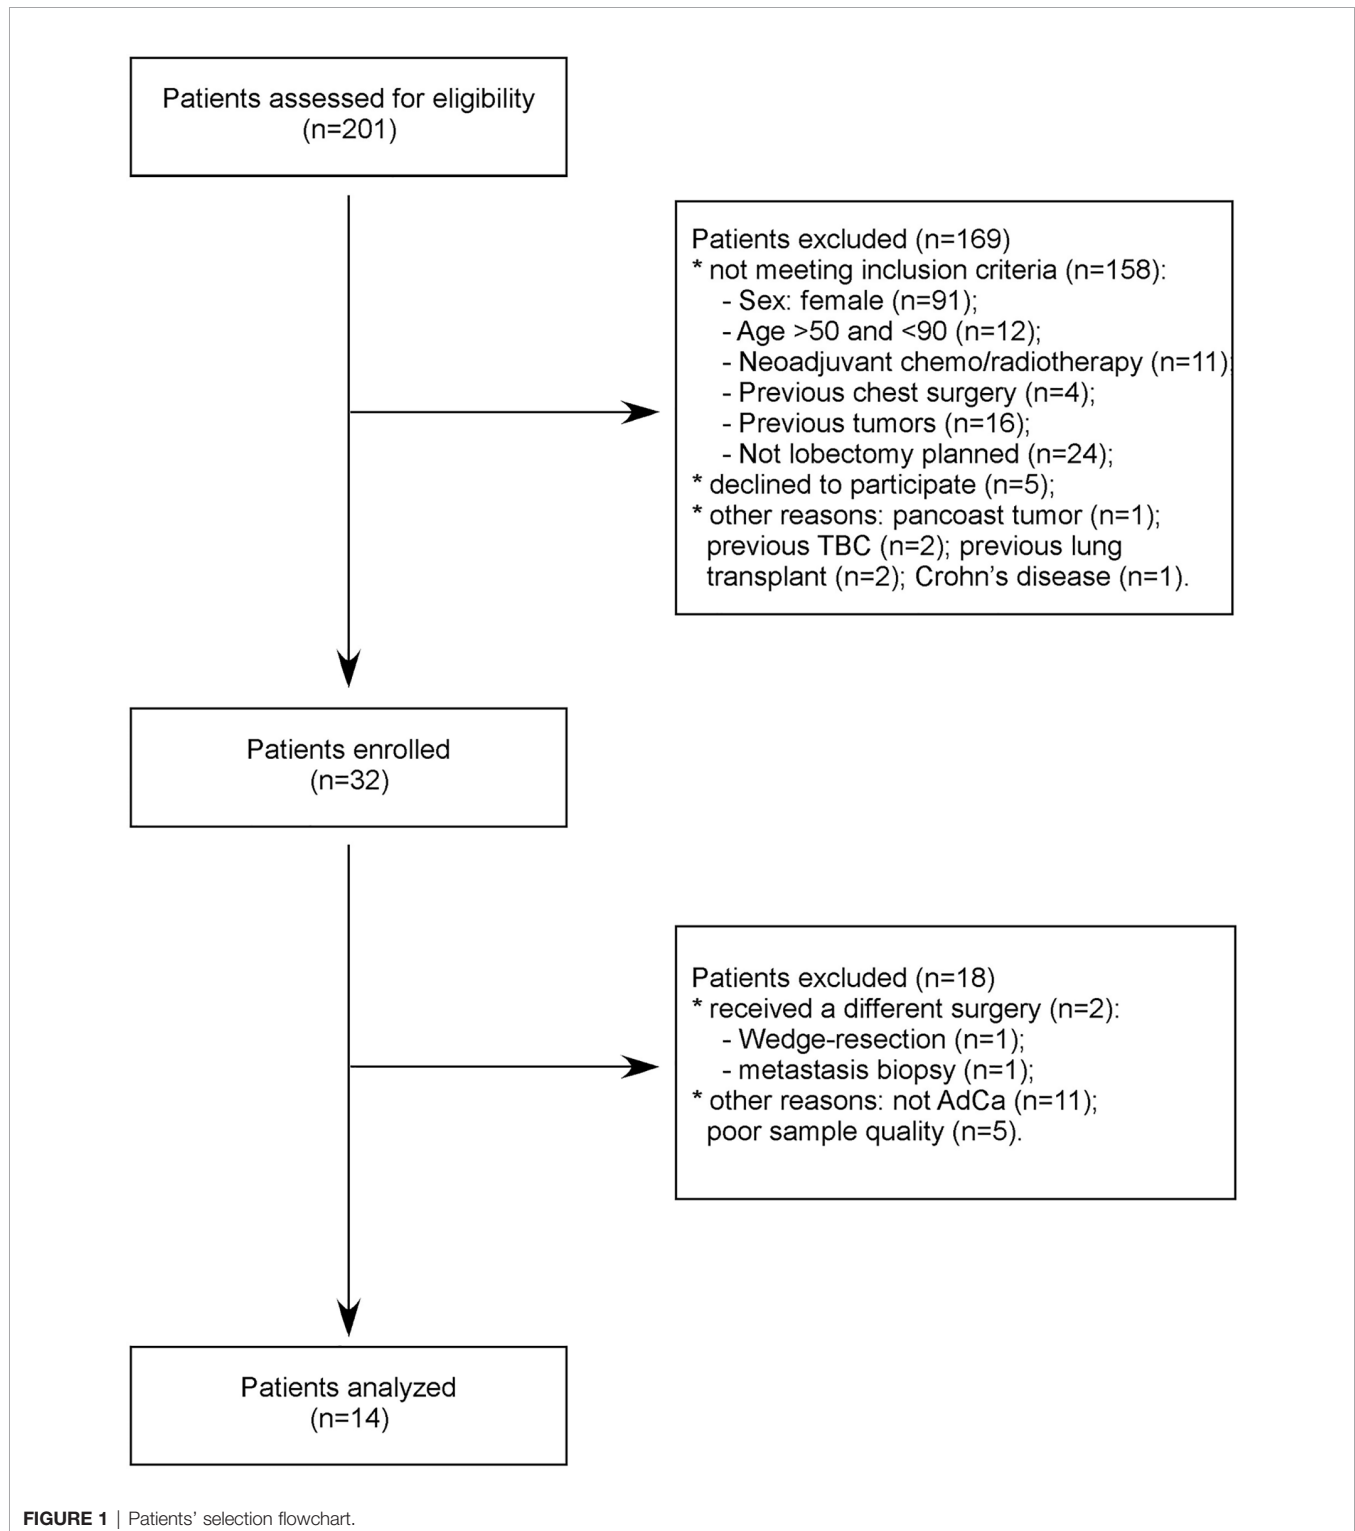 Patients assessed for eligibility
(n=201)
Patients excluded (n=169)
* not meeting inclusion criteria (n=158):
- Sex: female (n=91);
- Age >50 and <90 (n=12);
- Neoadjuvant chemo/radiotherapy (n=11);
- Previous chest surgery (n=4);
- Previous tumors (n=16);
- Not lobectomy planned (n=24);
* declined to participate (n=5);
* other reasons: pancoast tumor (n=1);
previous TBC (n=2); previous lung
transplant (n=2); Crohn’s disease (n=1).
Patients enrolled
(n=32)
Patients excluded (n=18)
* received a different surgery (n=2):
- Wedge-resection (n=1);
- metastasis biopsy (n=1);
* other reasons: not AdCa (n=11);
poor sample quality (n=5).
Patients analyzed
(n=14)
FIGURE 1 | Patients’ selection flowchart.